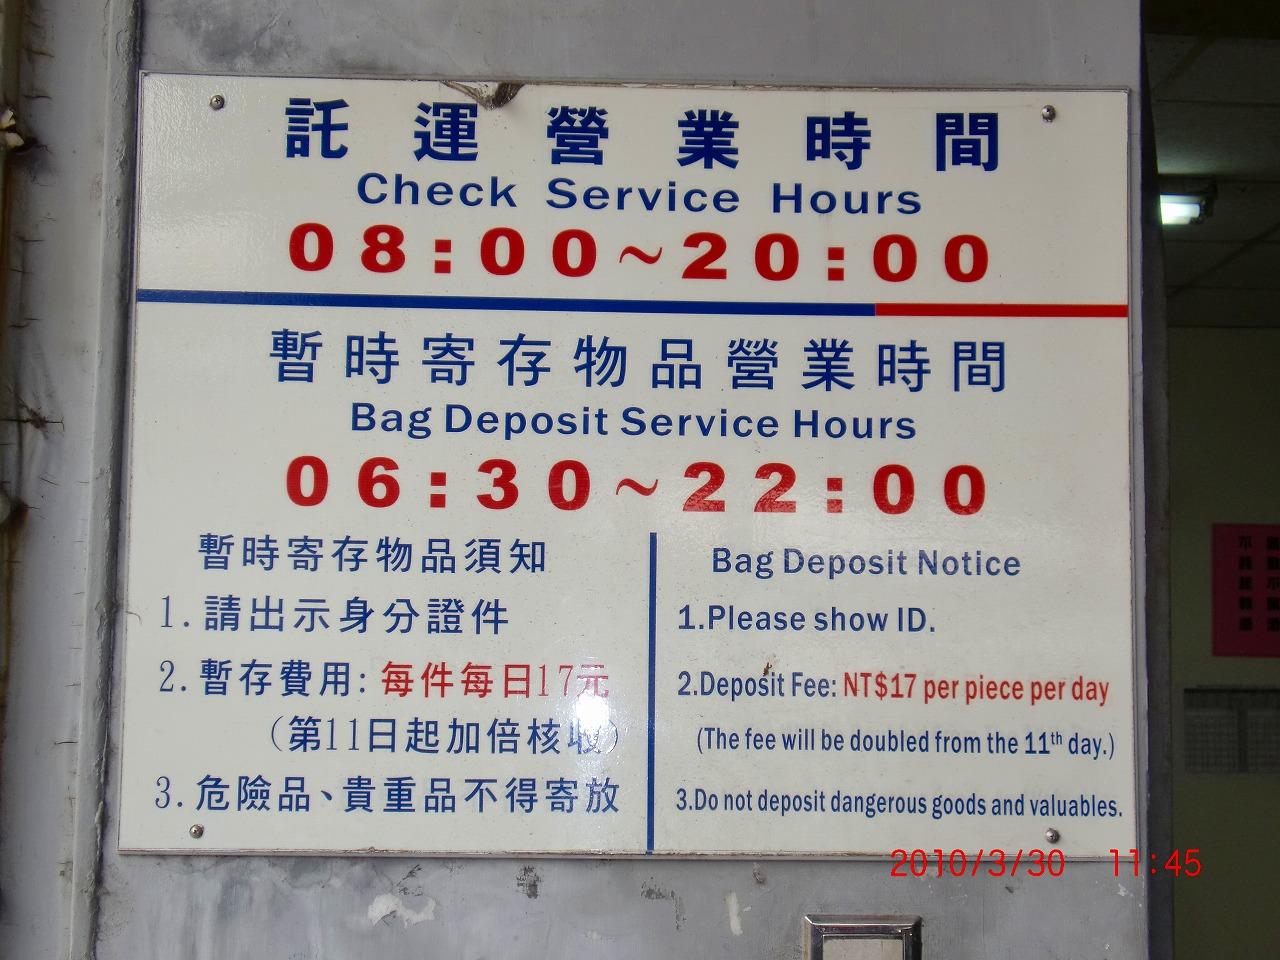 託運營業時間
Check Service Hours
08:00~20:00
暫時寄存物品營業時間
Bag Deposit Service Hours
06:30~22:00
暫時寄存物品須知
1.請出示身分證件
2.暫存費用:每件每日17元
(第11日起加倍核收)
3.危險品、貴重品不得寄放
Bag Deposit Notice
1.Please show ID.
2.Deposit Fee: NT$17 per piece per day
(The fee will be doubled from the 11th day.)
3.Do not deposit dangerous goods and valuables.
2010/3/30 11:45